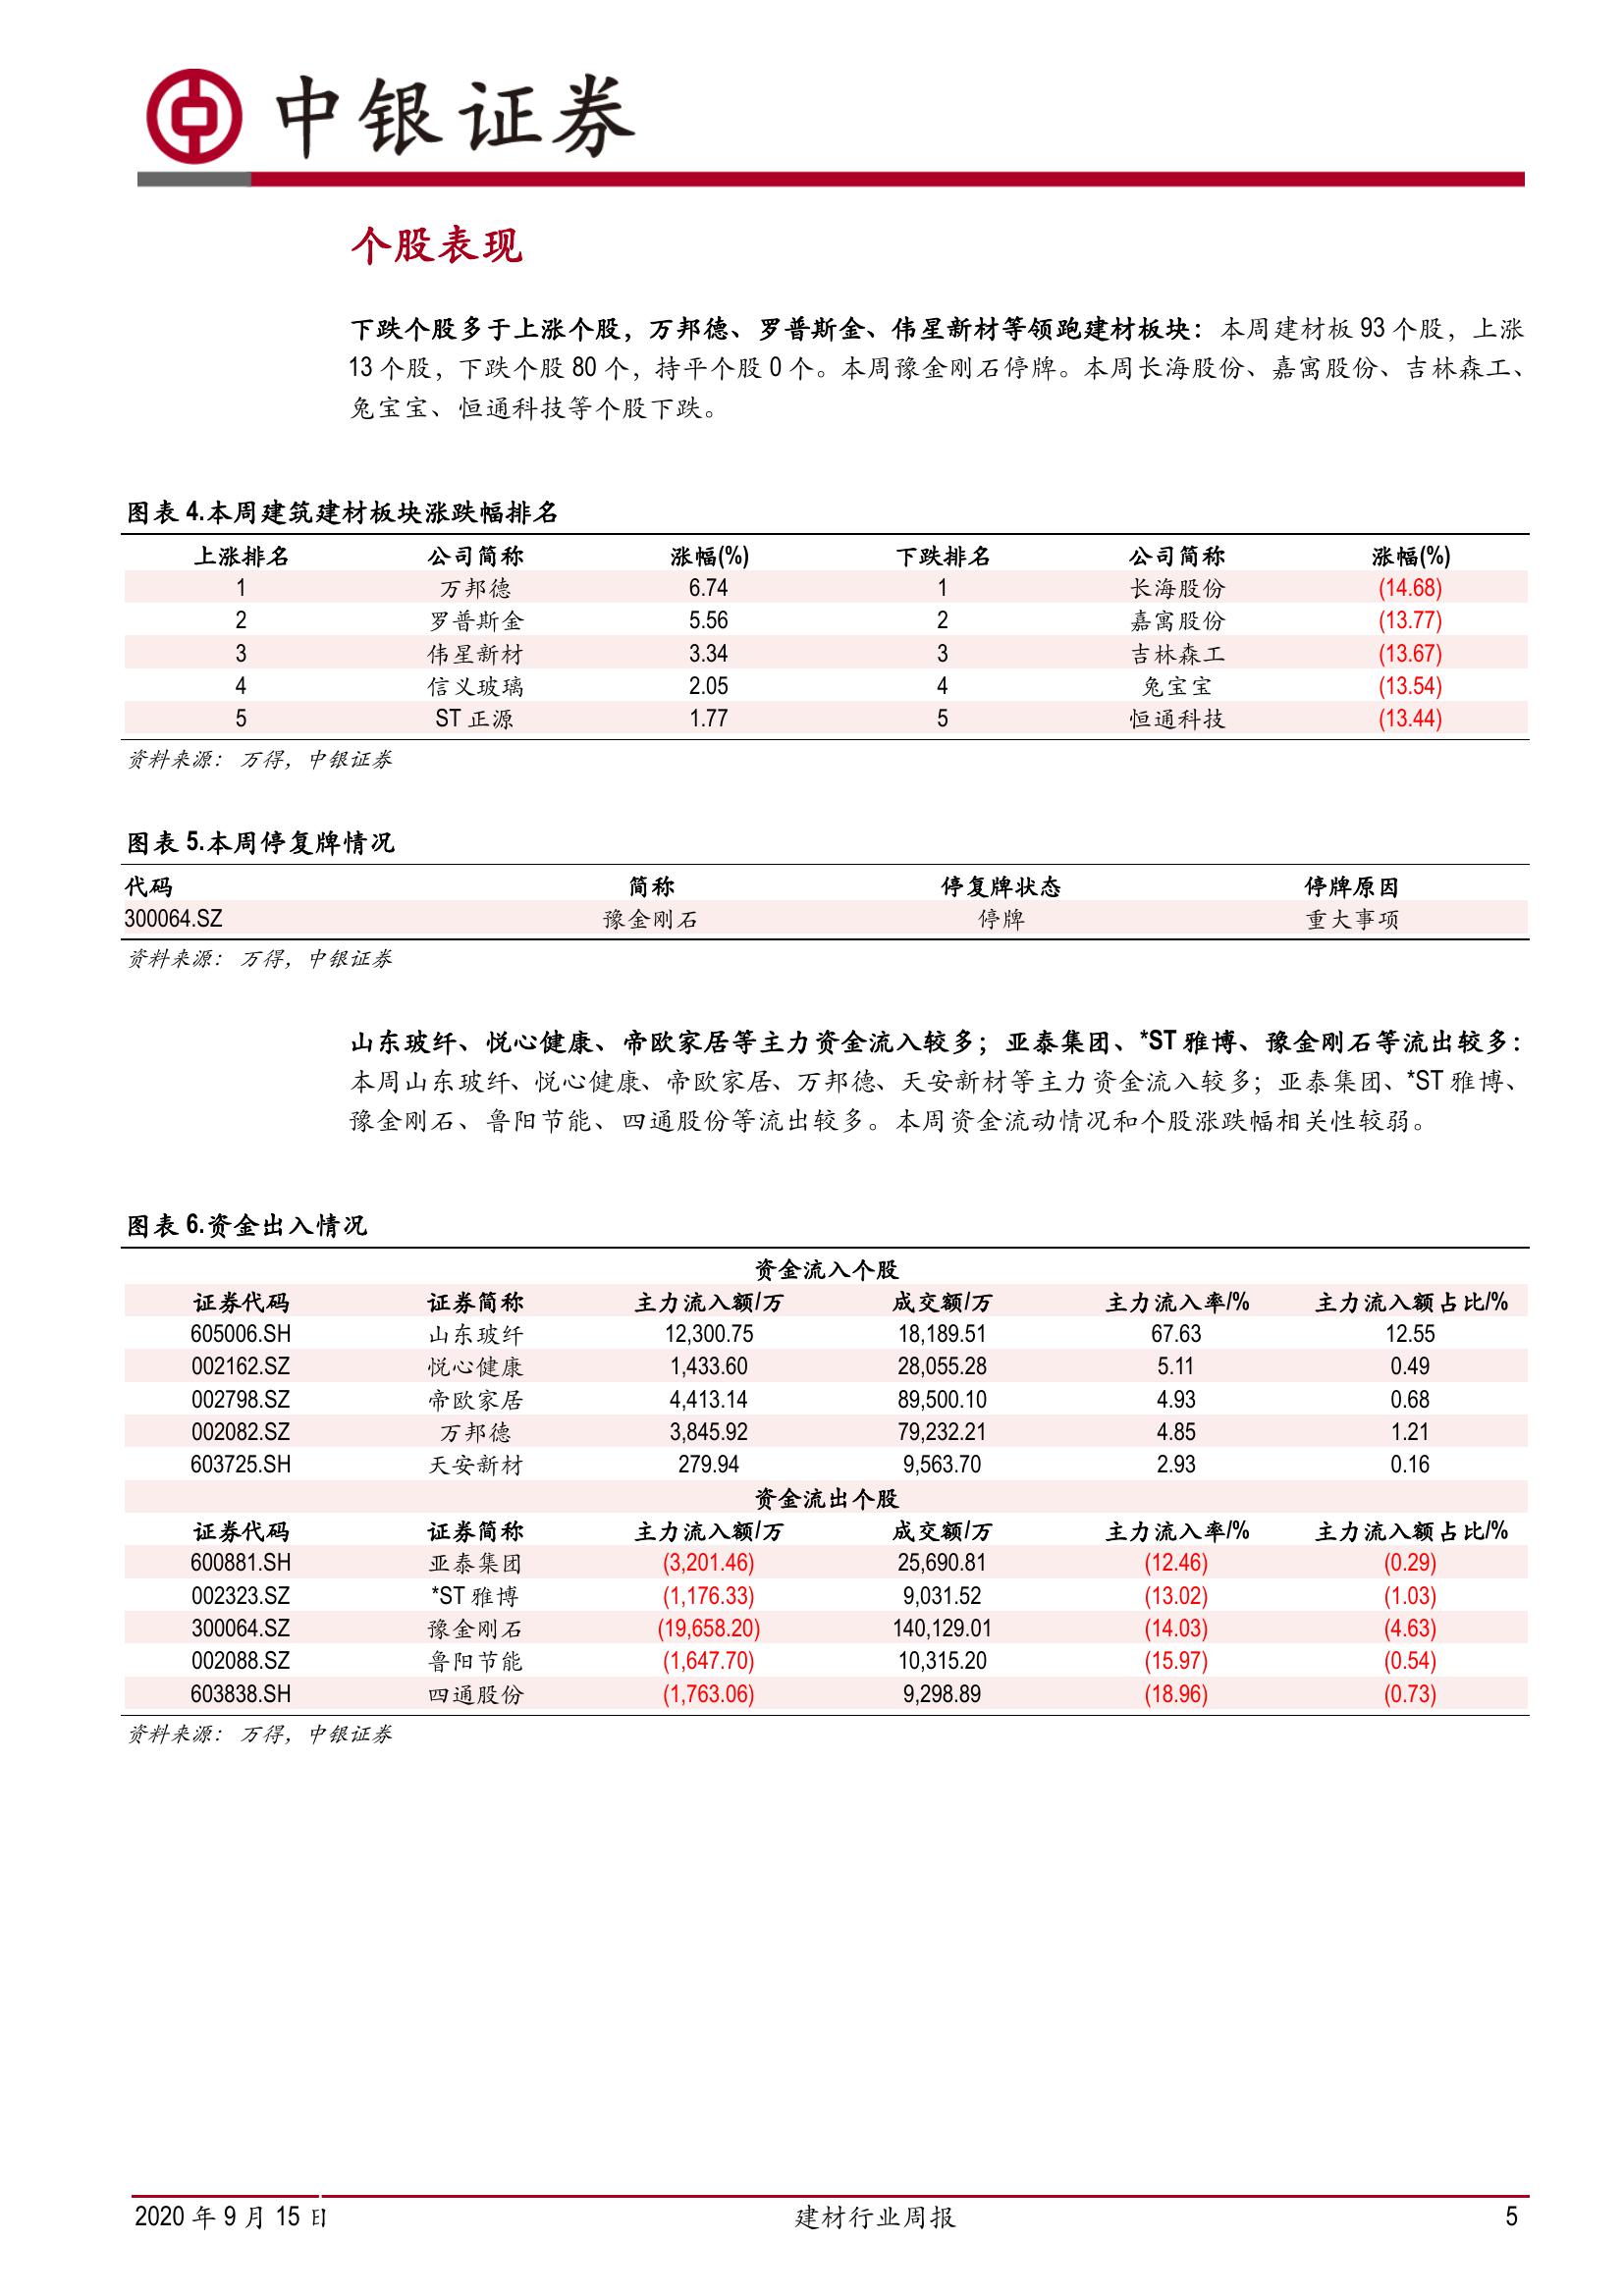 中银证券
个股表现
下跌个股多于上涨个股，万邦德、罗普斯金、伟星新材等领跑建材板块：本周建材板 93 个股，上涨
13 个股，下跌个股 80 个，持平个股 0 个。本周豫金刚石停牌。本周长海股份、嘉寓股份、吉林森工、
兔宝宝、恒通科技等个股下跌。
图表 4.本周建筑建材板块涨跌幅排名
上涨排名 公司简称 涨幅(%) 下跌排名 公司简称 涨幅(%)
1 万邦德 6.74 1 长海股份 (14.68)
2 罗普斯金 5.56 2 嘉寓股份 (13.77)
3 伟星新材 3.34 3 吉林森工 (13.67)
4 信义玻璃 2.05 4 兔宝宝 (13.54)
5 ST 正源 1.77 5 恒通科技 (13.44)
资料来源：万得，中银证券
图表 5.本周停复牌情况
代码 简称 停复牌状态 停牌原因
300064.SZ 豫金刚石 停牌 重大事项
资料来源：万得，中银证券
山东玻纤、悦心健康、帝欧家居等主力资金流入较多；亚泰集团、*ST 雅博、豫金刚石等流出较多：
本周山东玻纤、悦心健康、帝欧家居、万邦德、天安新材等主力资金流入较多；亚泰集团、*ST 雅博、
豫金刚石、鲁阳节能、四通股份等流出较多。本周资金流动情况和个股涨跌幅相关性较弱。
图表 6.资金出入情况
资金流入个股
证券代码 证券简称 主力流入额/万 成交额/万 主力流入率/% 主力流入额占比/%
605006.SH 山东玻纤 12,300.75 18,189.51 67.63 12.55
002162.SZ 悦心健康 1,433.60 28,055.28 5.11 0.49
002798.SZ 帝欧家居 4,413.14 89,500.10 4.93 0.68
002082.SZ 万邦德 3,845.92 79,232.21 4.85 1.21
603725.SH 天安新材 279.94 9,563.70 2.93 0.16
资金流出个股
证券代码 证券简称 主力流入额/万 成交额/万 主力流入率/% 主力流入额占比/%
600881.SH 亚泰集团 (3,201.46) 25,690.81 (12.46) (0.29)
002323.SZ *ST 雅博 (1,176.33) 9,031.52 (13.02) (1.03)
300064.SZ 豫金刚石 (19,658.20) 140,129.01 (14.03) (4.63)
002088.SZ 鲁阳节能 (1,647.70) 10,315.20 (15.97) (0.54)
603838.SH 四通股份 (1,763.06) 9,298.89 (18.96) (0.73)
资料来源：万得，中银证券
2020 年 9 月 15 日 建材行业周报 5